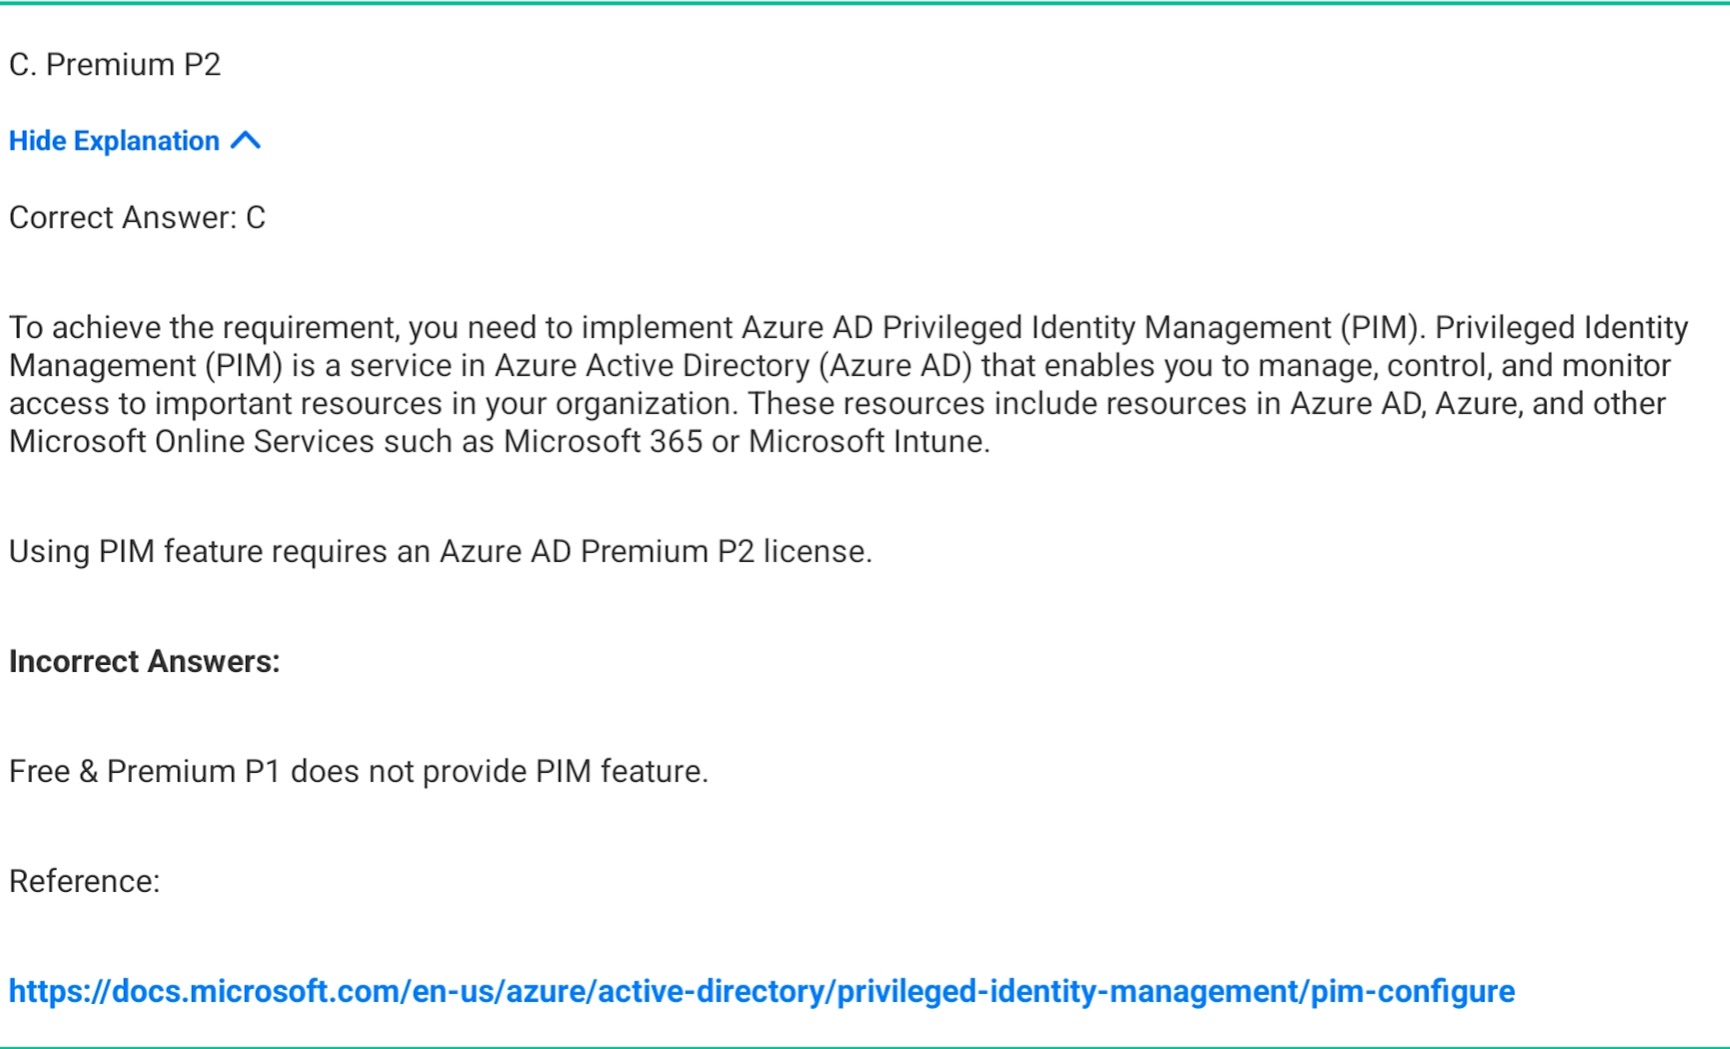 C. Premium P2
Hide Explanation
Correct Answer: C
To achieve the requirement, you need to implement Azure AD Privileged Identity Management (PIM). Privileged Identity
Management (PIM) is a service in Azure Active Directory (Azure AD) that enables you to manage, control, and monitor
access to important resources in your organization. These resources include resources in Azure AD, Azure, and other
Microsoft Online Services such as Microsoft 365 or Microsoft Intune.
Using PIM feature requires an Azure AD Premium P2 license.
Incorrect Answers:
Free & Premium P1 does not provide PIM feature.
Reference:
https://docs.microsoft.com/en-us/azure/active-directory/privileged-identity-management/pim-configure